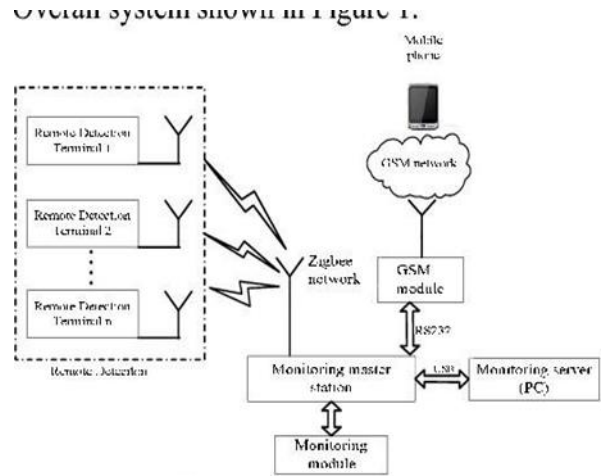 Overall system shown in Figure 1.
Mobile
phone
GSM network
Remote Detection
Terminal 1
Remote Detection
Terminal 2
Remote Detection
Terminal n
Remote Detection
Zigbee
network
GSM
module
RS232
Monitoring master
station
USB
Monitoring server
(PC)
Monitoring
module